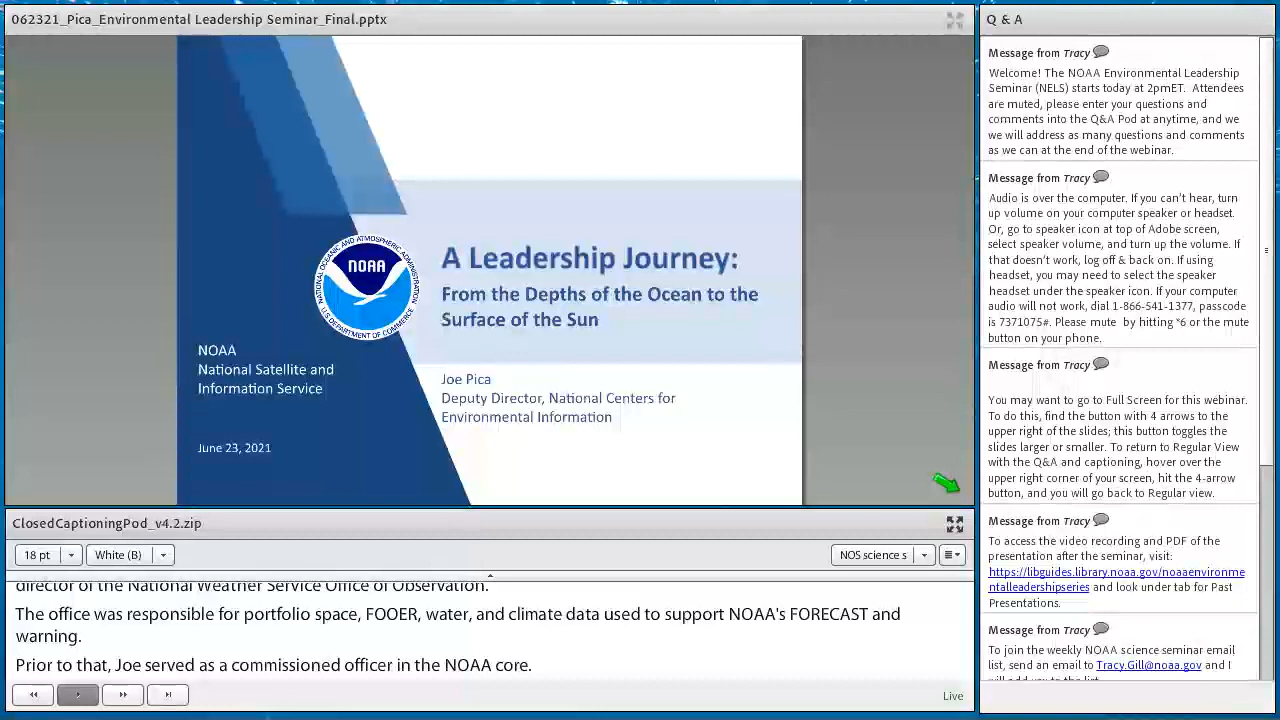 062321_Pica_Environmental Leadership Seminar_Final.pptx
NATIONAL OCEANIC AND ATMOSPHERIC ADMINISTRATION
NOAA
U.S. DEPARTMENT OF COMMERCE
A Leadership Journey:
From the Depths of the Ocean to the
Surface of the Sun
NOAA
National Satellite and
Information Service
June 23, 2021
Joe Pica
Deputy Director, National Centers for
Environmental Information
ClosedCaptioningPod_v4.2.zip
18 pt
White (B)
NOS science s
director of the National Weather Service Office of Observation.
The office was responsible for portfolio space, FOOER, water, and climate data used to support NOAA's FORECAST and
warning.
Prior to that, Joe served as a commissioned officer in the NOAA core.
Live
Q & A
Message from Tracy
Welcome! The NOAA Environmental Leadership
Seminar (NELS) starts today at 2pmET. Attendees
are muted, please enter your questions and
comments into the Q&A Pod at anytime, and we
we will address as many questions and comments
as we can at the end of the webinar.
Message from Tracy
Audio is over the computer. If you can't hear, turn
up volume on your computer speaker or headset.
Or, go to speaker icon at top of Adobe screen,
select speaker volume, and turn up the volume. If
that doesn't work, log off & back on. If using
headset, you may need to select the speaker
headset under the speaker icon. If your computer
audio will not work, dial 1-866-541-1377, passcode
is 7371075#. Please mute by hitting *6 or the mute
button on your phone.
Message from Tracy
You may want to go to Full Screen for this webinar.
To do this, find the button with 4 arrows to the
upper right of the slides; this button toggles the
slides larger or smaller. To return to Regular View
with the Q&A and captioning, hover over the
upper right corner of your screen, hit the 4-arrow
button, and you will go back to Regular view.
Message from Tracy
To access the video recording and PDF of the
presentation after the seminar, visit:
https://libguides.library.noaa.gov/noaaenvironme
ntalleadershipseries and look under tab for Past
Presentations.
Message from Tracy
To join the weekly NOAA science seminar email
list, send an email to Tracy.Gill@noaa.gov and I
will add you to the list